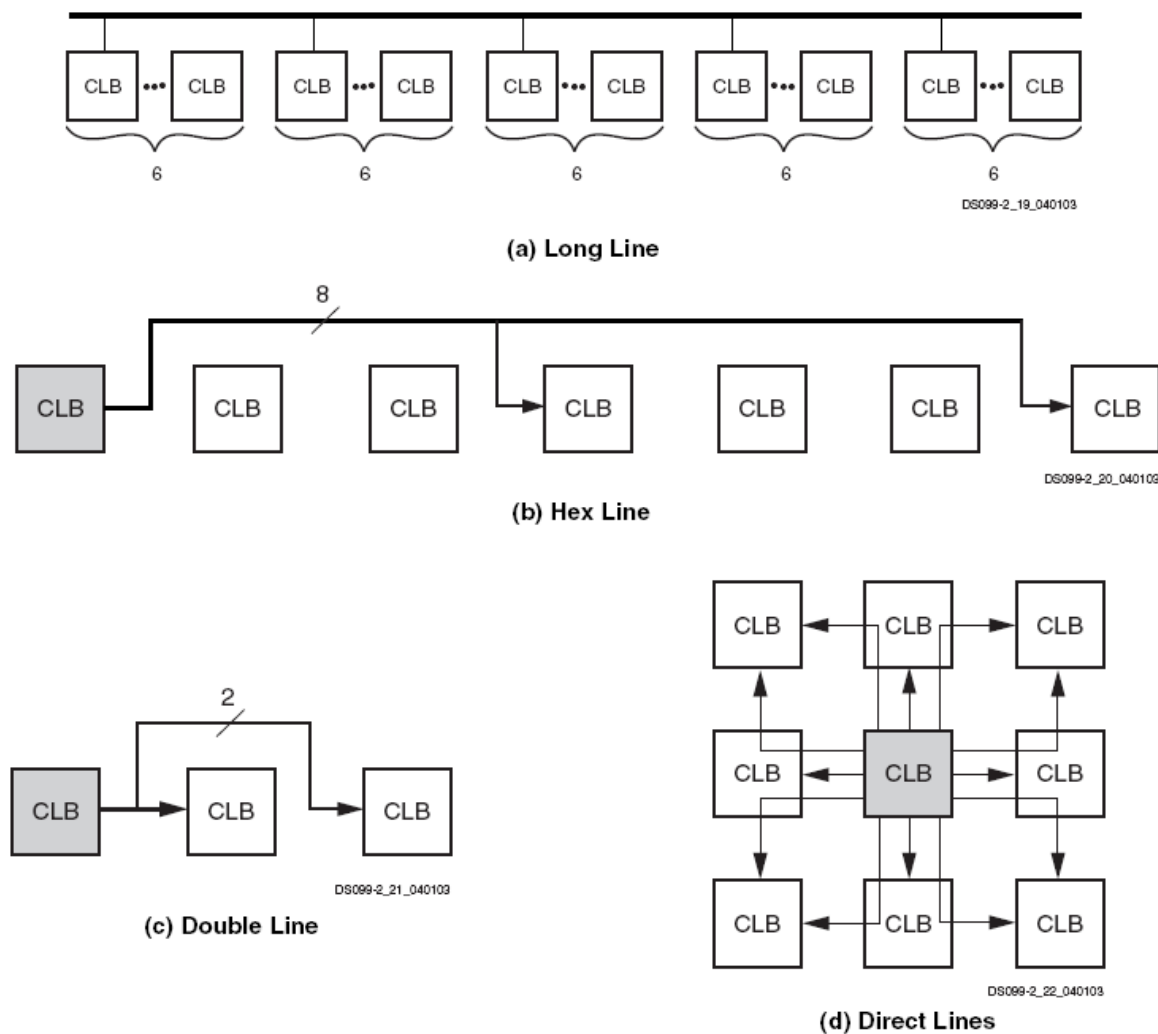 CLB ••• CLB CLB ••• CLB CLB ••• CLB CLB ••• CLB CLB ••• CLB
6 6 6 6 6
DS099-2_19_040103
(a) Long Line
8
CLB CLB CLB CLB CLB CLB CLB
DS099-2_20_040103
(b) Hex Line
2
CLB CLB CLB
DS099-2_21_040103
(c) Double Line
CLB CLB CLB
CLB CLB CLB
CLB CLB CLB
DS099-2_22_040103
(d) Direct Lines